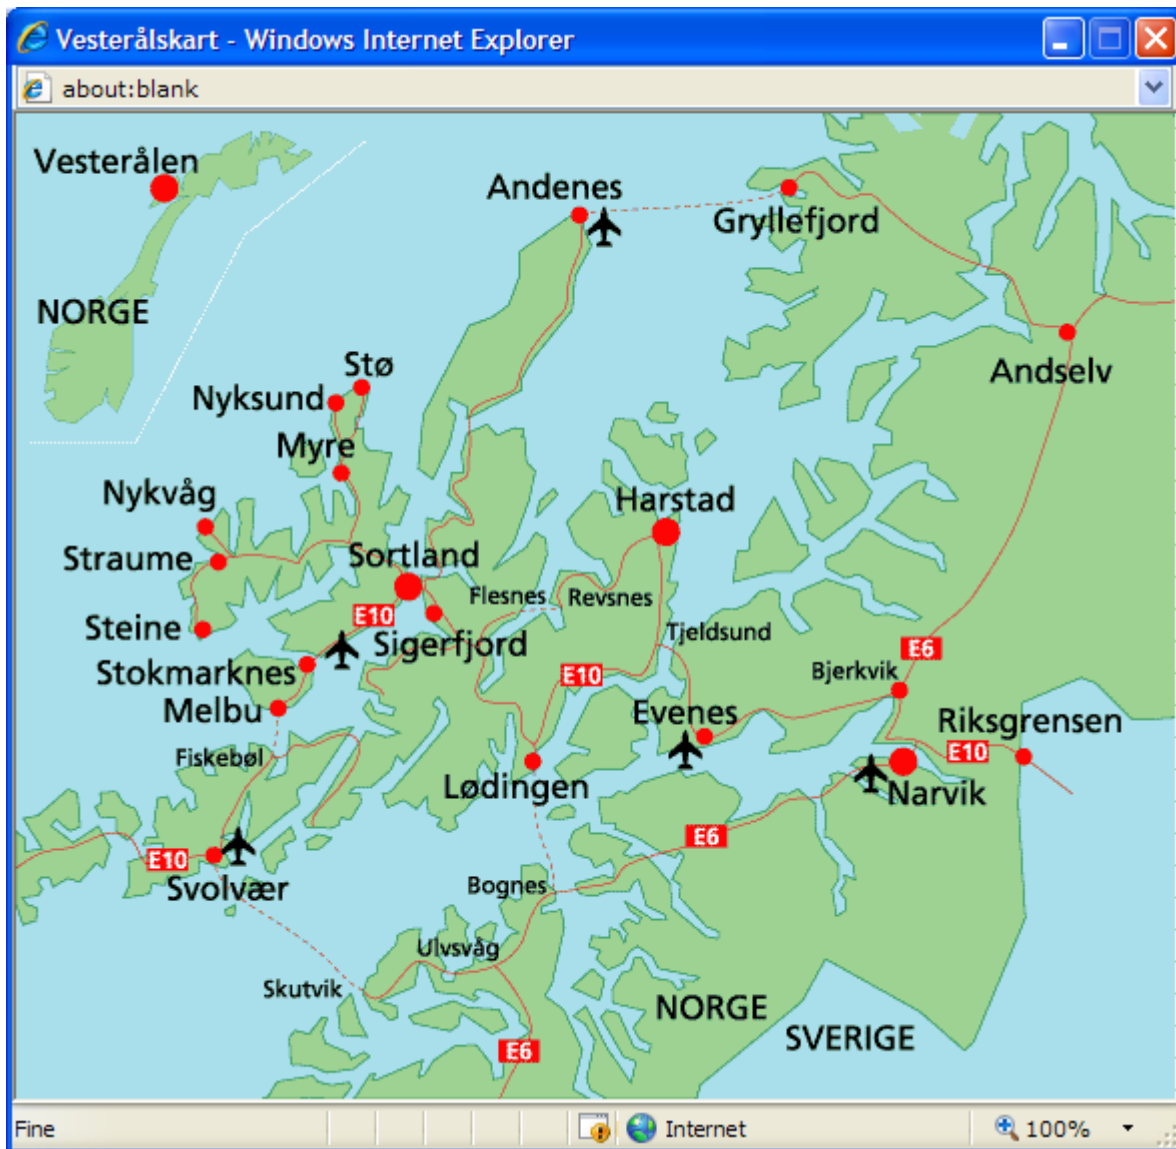 Vesterålskart - Windows Internet Explorer
about:blank
Vesterålen
Andenes
Gryllefjord
NORGE
Stø
Andselv
Nyksund
Myre
Nykvåg
Harstad
Straume
Sortland
Flesnes
Revsnes
E10
Steine
Sigerfjord
Tjeldsund
E6
Stokmarknes
E10
Bjerkvik
Melbu
Evenes
Riksgrensen
Fiskebøl
E10
Lødingen
Narvik
E6
E10
Svolvær
Bognes
Ulvsvåg
Skutvik
NORGE
SVERIGE
E6
Fine
Internet
100%